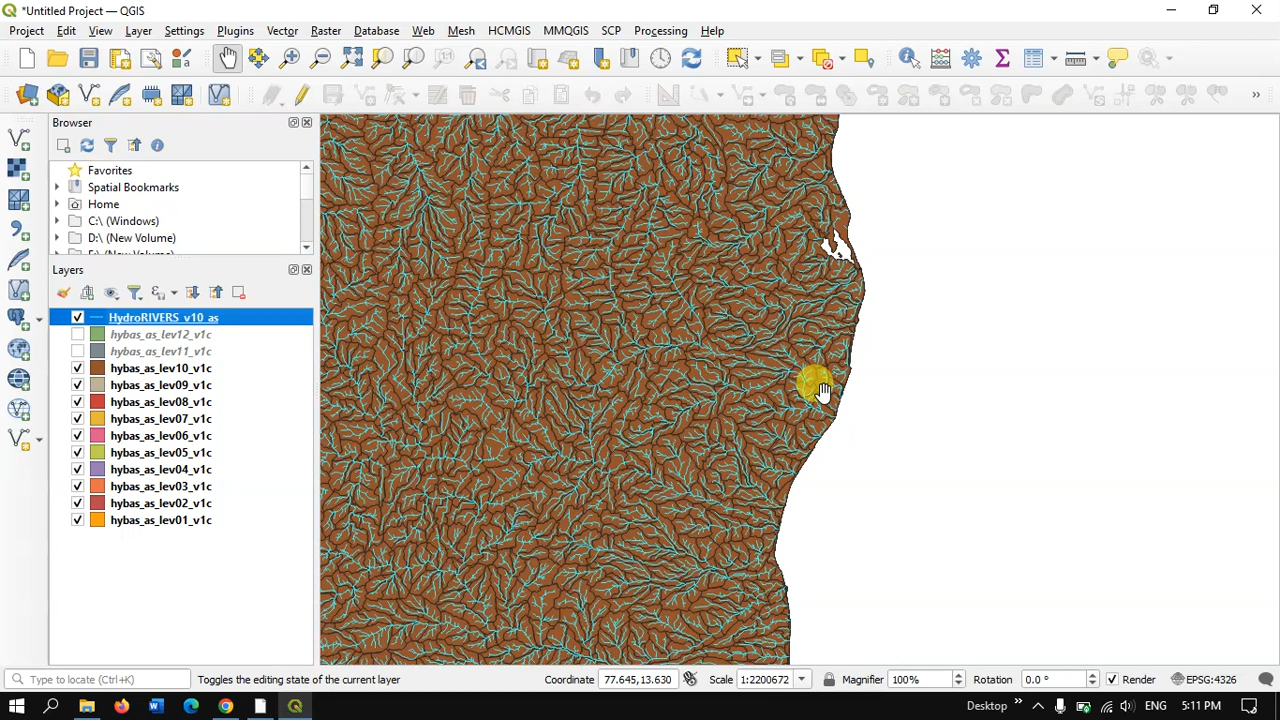 *Untitled Project — QGIS
Project Edit View Layer Settings Plugins Vector Raster Database Web Mesh HCMGIS MMQGIS SCP Processing Help
Browser
Favorites
Spatial Bookmarks
Home
C:\ (Windows)
D:\ (New Volume)
Layers
HydroRIVERS_v10_as
hybas_as_lev12_v1c
hybas_as_lev11_v1c
hybas_as_lev10_v1c
hybas_as_lev09_v1c
hybas_as_lev08_v1c
hybas_as_lev07_v1c
hybas_as_lev06_v1c
hybas_as_lev05_v1c
hybas_as_lev04_v1c
hybas_as_lev03_v1c
hybas_as_lev02_v1c
hybas_as_lev01_v1c
Type to locate (Ctrl+K) Toggles the editing state of the current layer Coordinate 77.645,13.630 Scale 1:2200672 Magnifier 100% Rotation 0.0 ° Render EPSG:4326
Desktop ENG 5:11 PM